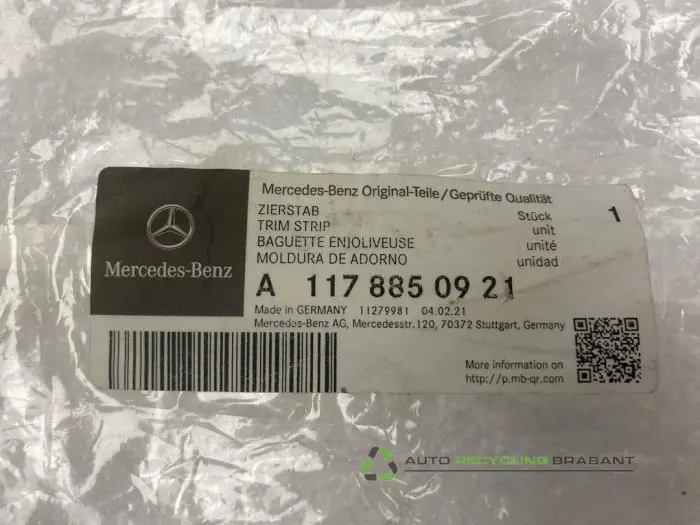 Mercedes-Benz
Mercedes-Benz Original-Teile/Geprüfte Qualität
ZIERSTAB
TRIM STRIP
BAGUETTE ENJOLIVEUSE
MOLDURA DE ADORNO
Stück 1
unit
unité
unidad
A 117 885 09 21
Made in GERMANY 11279981 04.02.21
Mercedes-Benz AG, Mercedesstr.120, 70372 Stuttgart, Germany
More information on
http://p.mb-qr.com
AUTO RECYCLING BRABANT